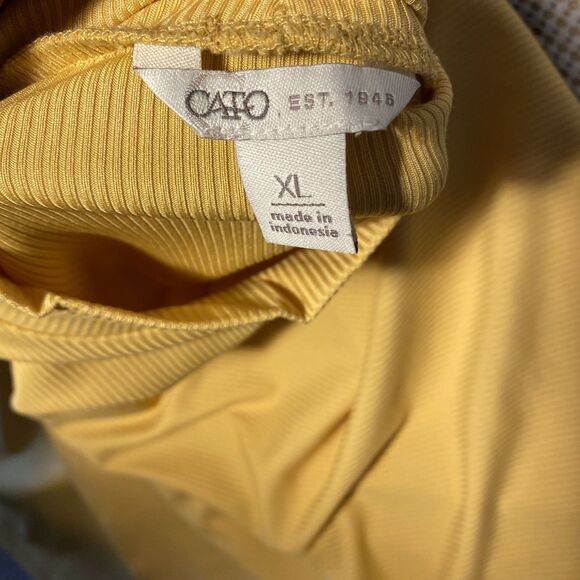 CATO EST. 1946
XL
made in
indonesia